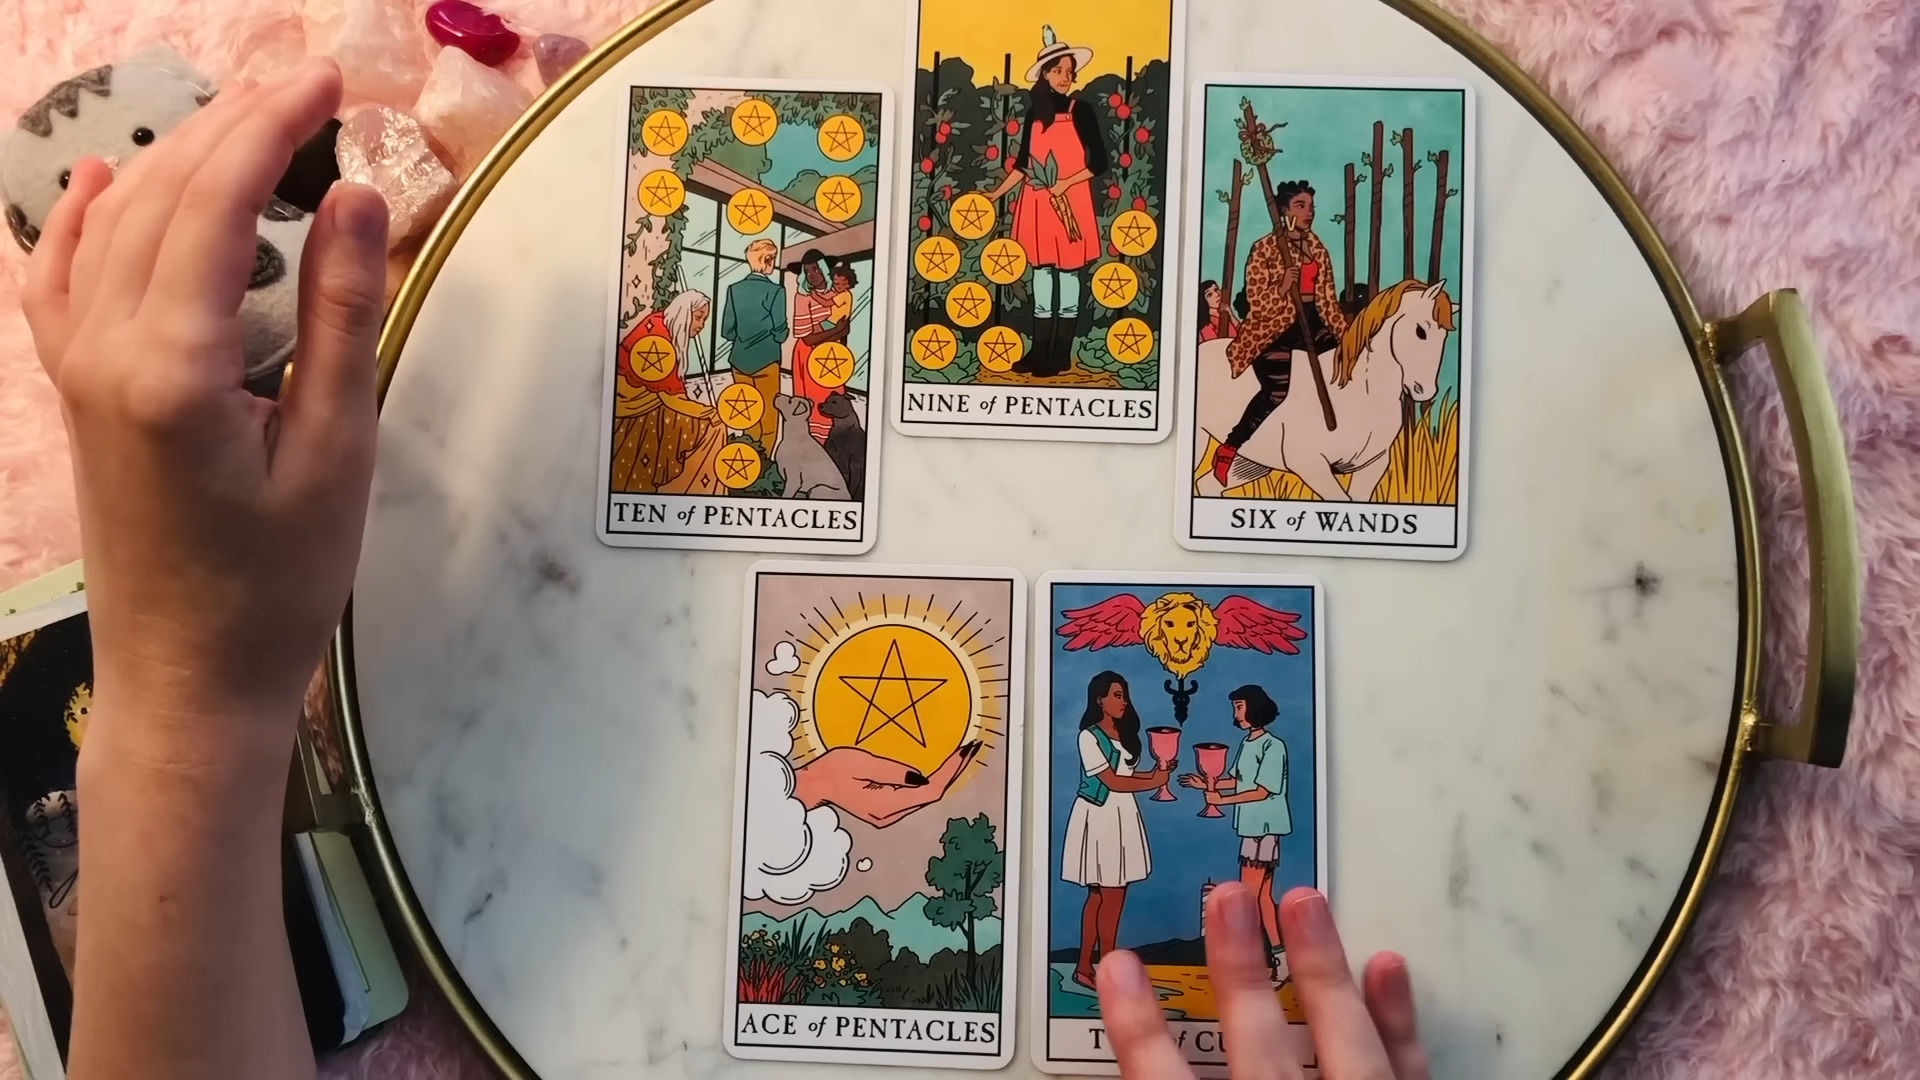 NINE of PENTACLES
TEN of PENTACLES
SIX of WANDS
ACE of PENTACLES